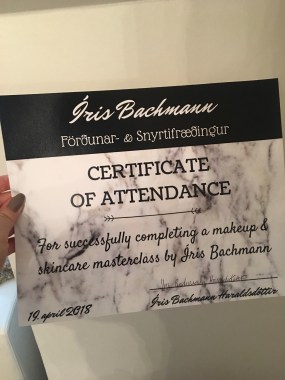 Íris Bachmann
Förðunar- & Snyrtifræðingur
CERTIFICATE
OF ATTENDANCE
For successfully completing a makeup &
skincare masterclass by Íris Bachmann
19. april 2018
Íris Bachmann Haraldsdóttir